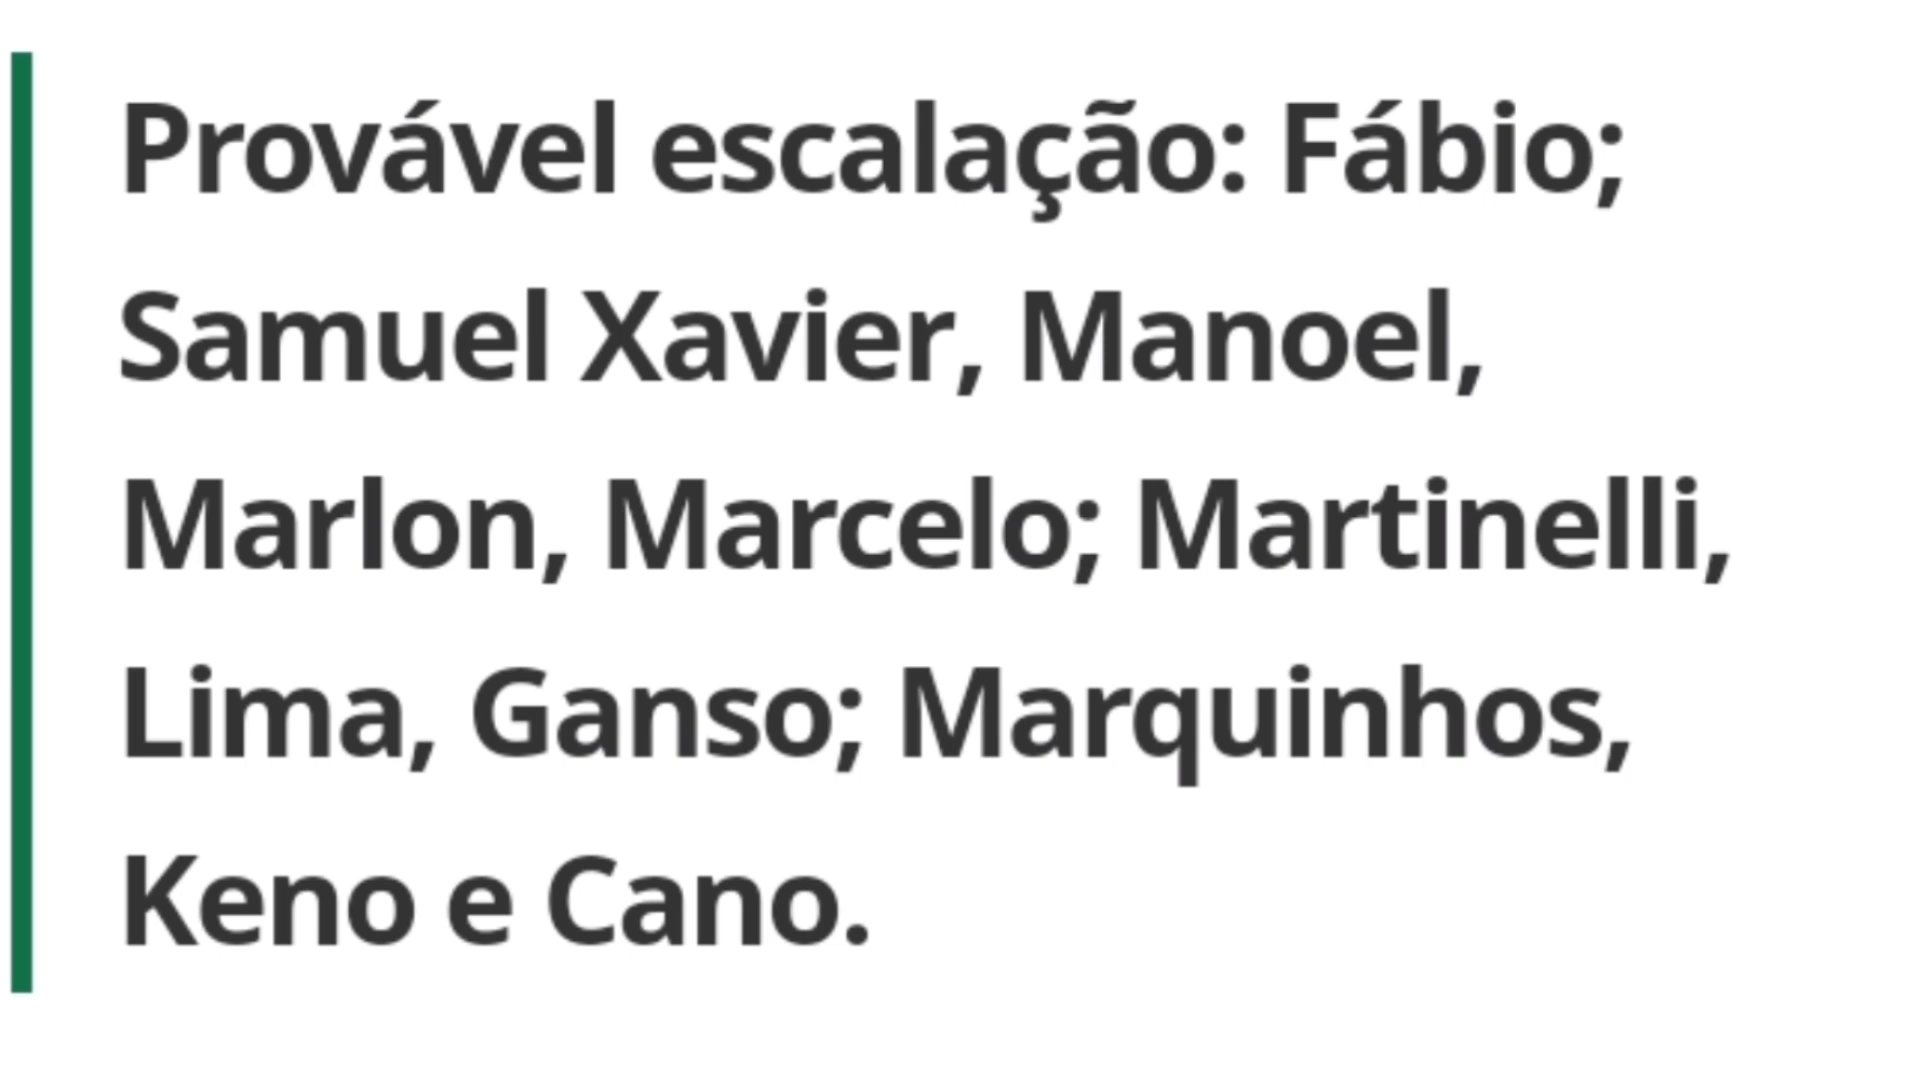 Provável escalação: Fábio;
Samuel Xavier, Manoel,
Marlon, Marcelo; Martinelli,
Lima, Ganso; Marquinhos,
Keno e Cano.